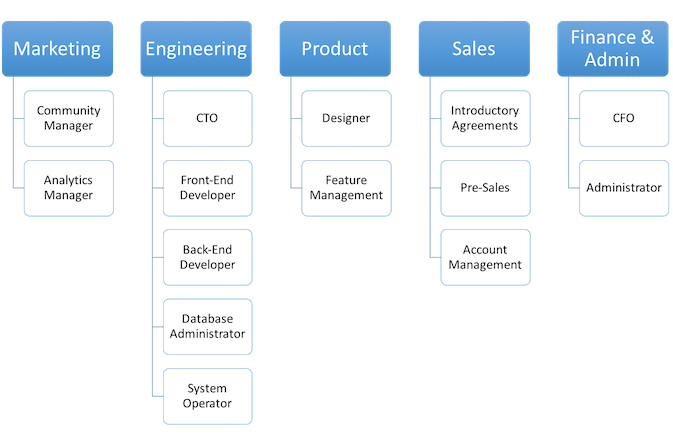 Marketing
Community
Manager
Analytics
Manager
Engineering
CTO
Front-End
Developer
Back-End
Developer
Database
Administrator
System
Operator
Product
Designer
Feature
Management
Sales
Introductory
Agreements
Pre-Sales
Account
Management
Finance &
Admin
CFO
Administrator